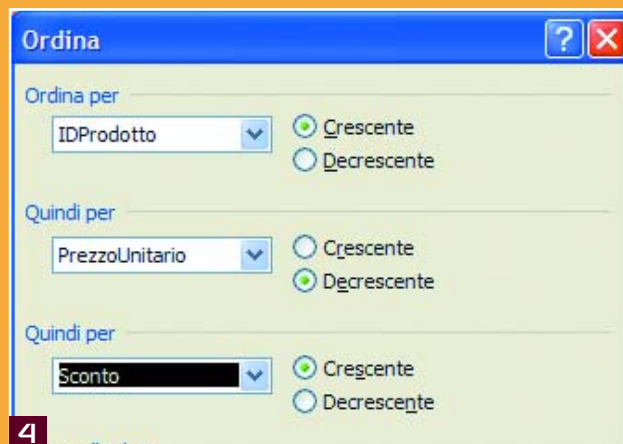 Ordina
Ordina per
IDProdotto
Crescente
Decrescente
Quindi per
PrezzoUnitario
Crescente
Decrescente
Quindi per
Sconto
Crescente
Decrescente
4